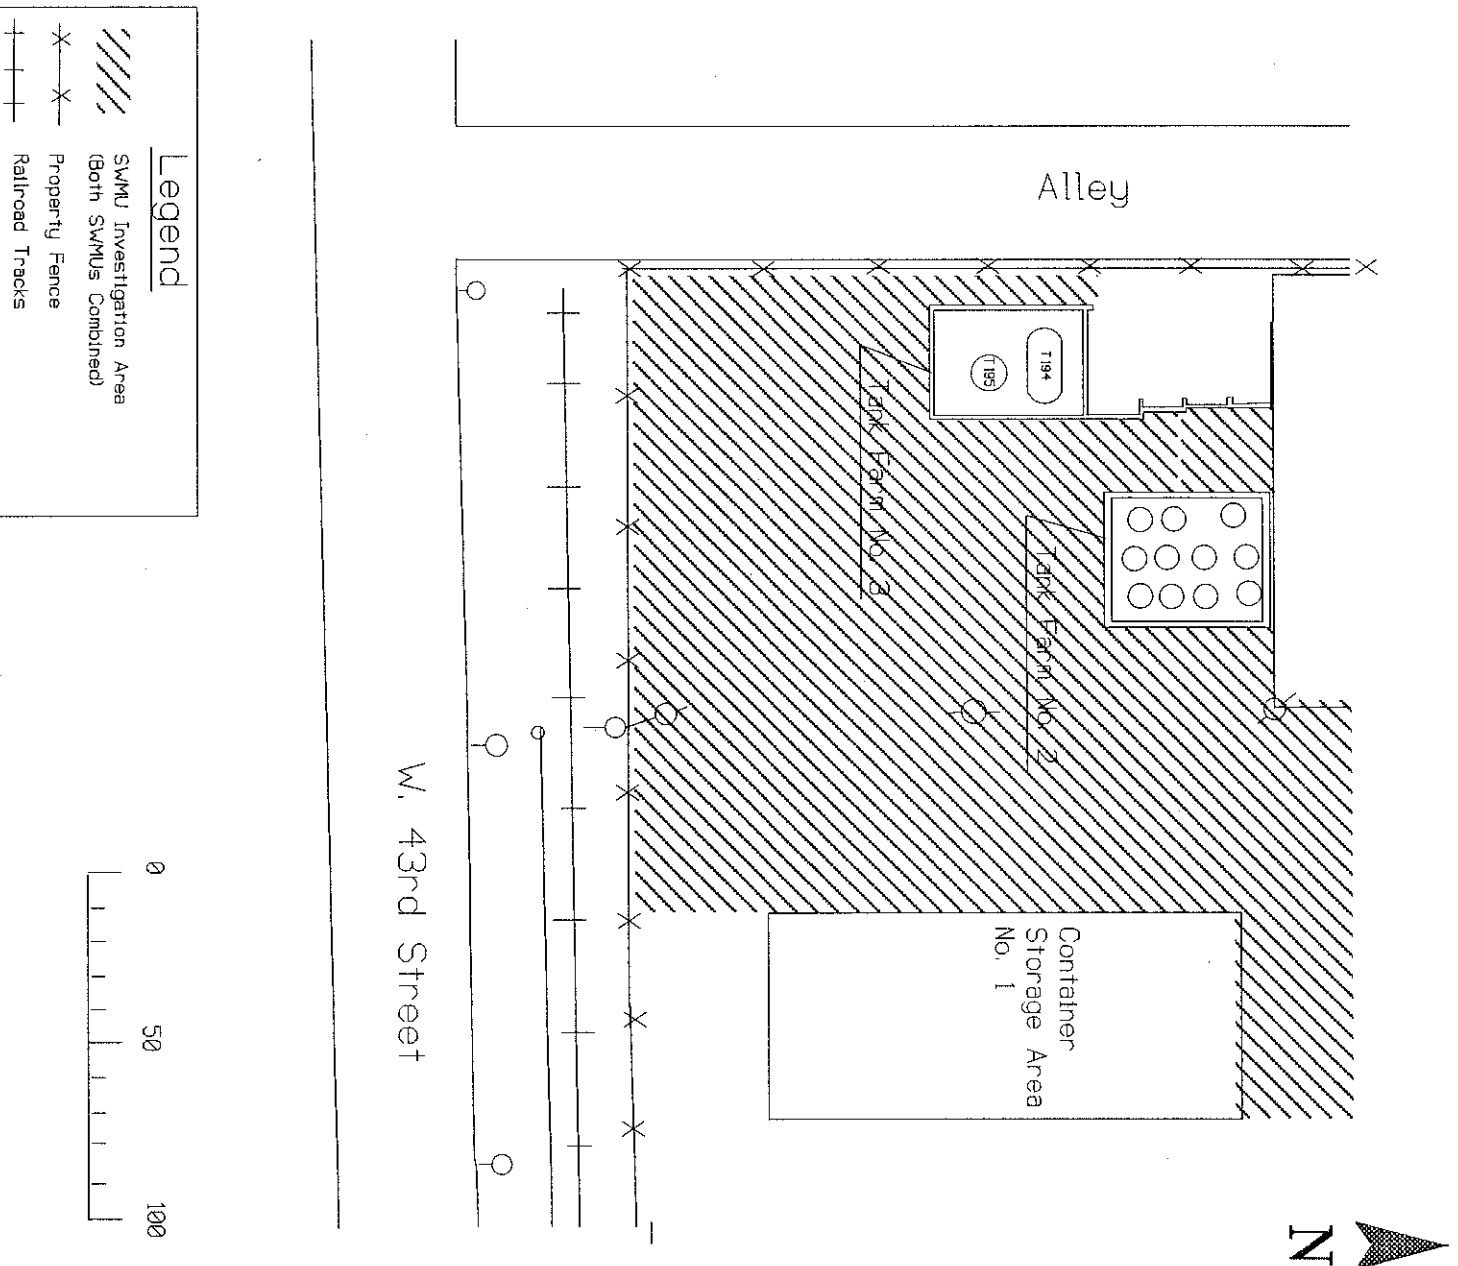 Alley
T194
T195
Tank Farm No. 3
Tank Farm No. 2
Container
Storage Area
No. 1
W. 43rd Street
Legend
SWMU Investigation Area
(Both SWMUs Combined)
Property Fence
Railroad Tracks
0
50
100
N